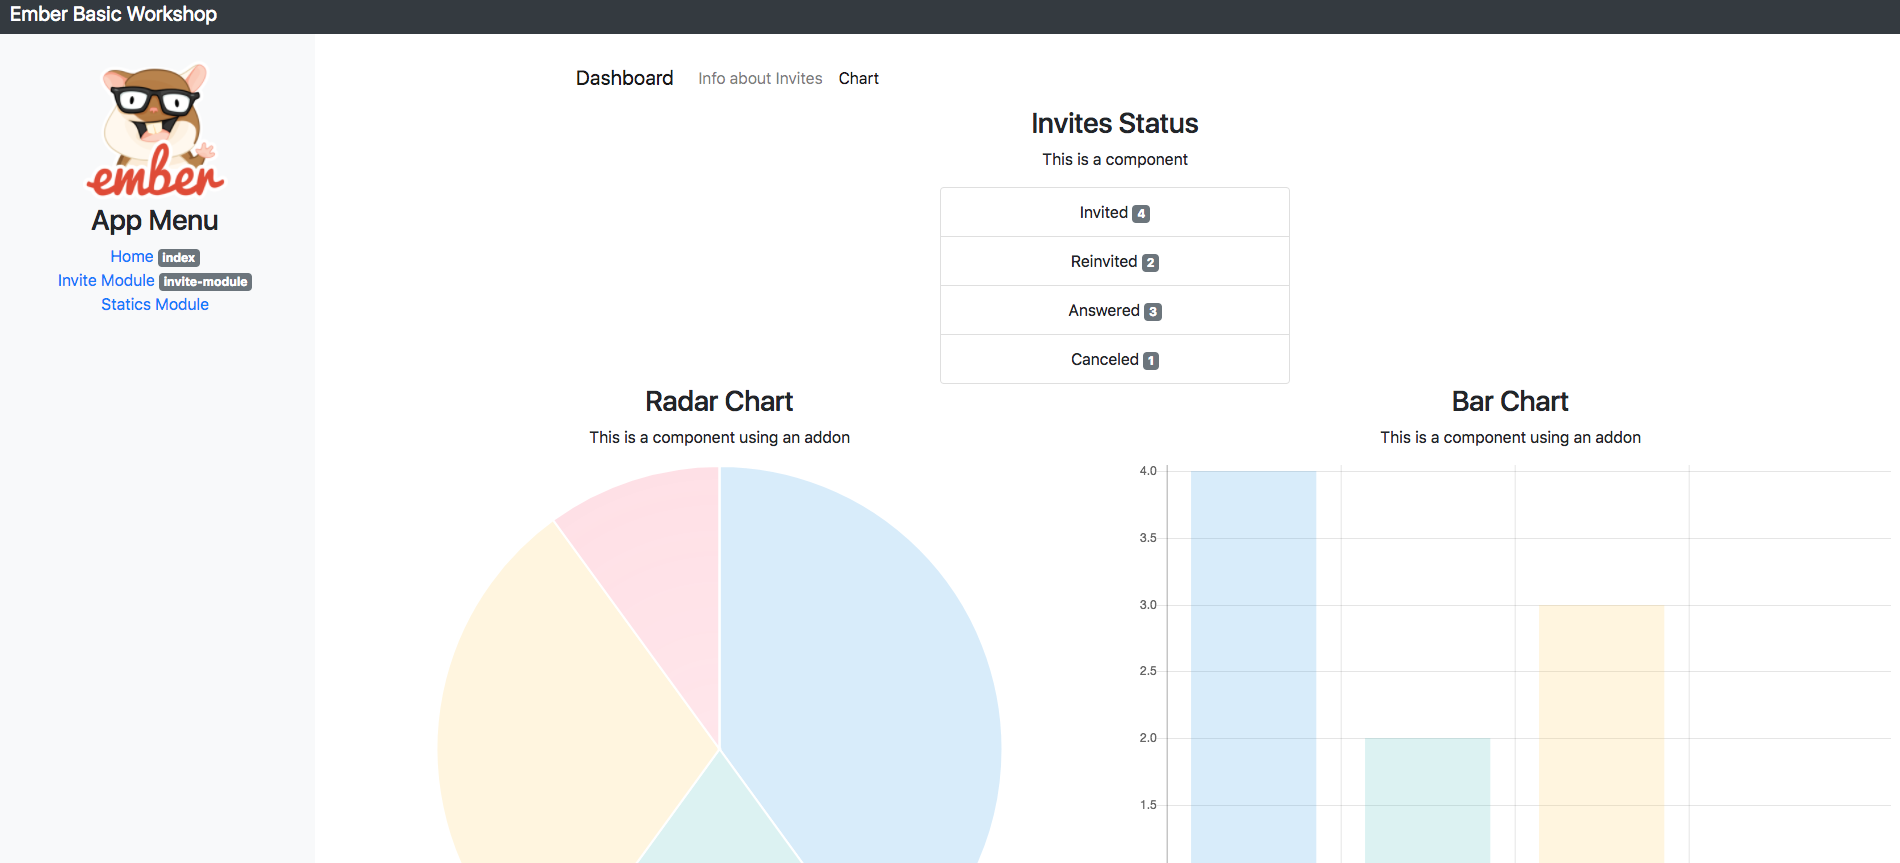 Ember Basic Workshop
ember
App Menu
Home index
Invite Module invite-module
Statics Module
Dashboard Info about Invites Chart
Invites Status
This is a component
Invited 4
Reinvited 2
Answered 3
Canceled 1
Radar Chart
This is a component using an addon
Bar Chart
This is a component using an addon
4.0
3.5
3.0
2.5
2.0
1.5